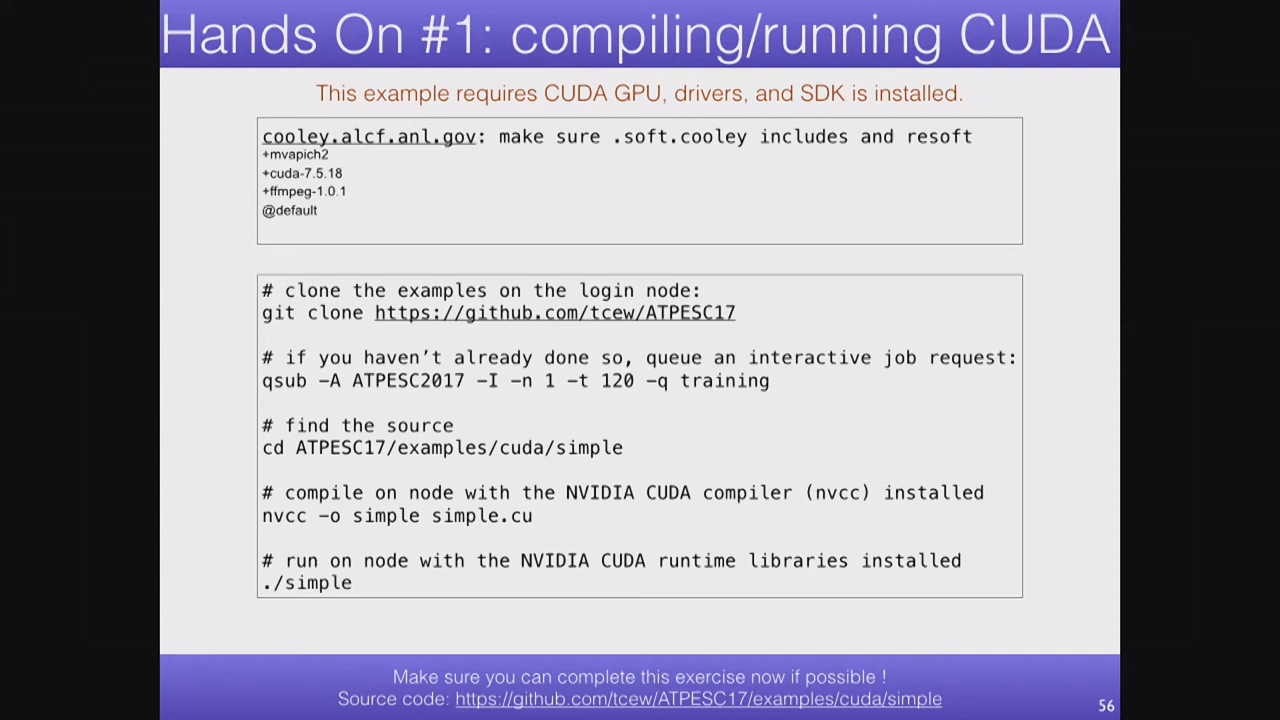 Hands On #1: compiling/running CUDA
This example requires CUDA GPU, drivers, and SDK is installed.
cooley.alcf.anl.gov: make sure .soft.cooley includes and resoft
+mvapich2
+cuda-7.5.18
+ffmpeg-1.0.1
@default
# clone the examples on the login node:
git clone https://github.com/tcew/ATPESC17
# if you haven’t already done so, queue an interactive job request:
qsub –A ATPESC2017 –I –n 1 –t 120 –q training
# find the source
cd ATPESC17/examples/cuda/simple
# compile on node with the NVIDIA CUDA compiler (nvcc) installed
nvcc –o simple simple.cu
# run on node with the NVIDIA CUDA runtime libraries installed
./simple
Make sure you can complete this exercise now if possible !
Source code: https://github.com/tcew/ATPESC17/examples/cuda/simple
56